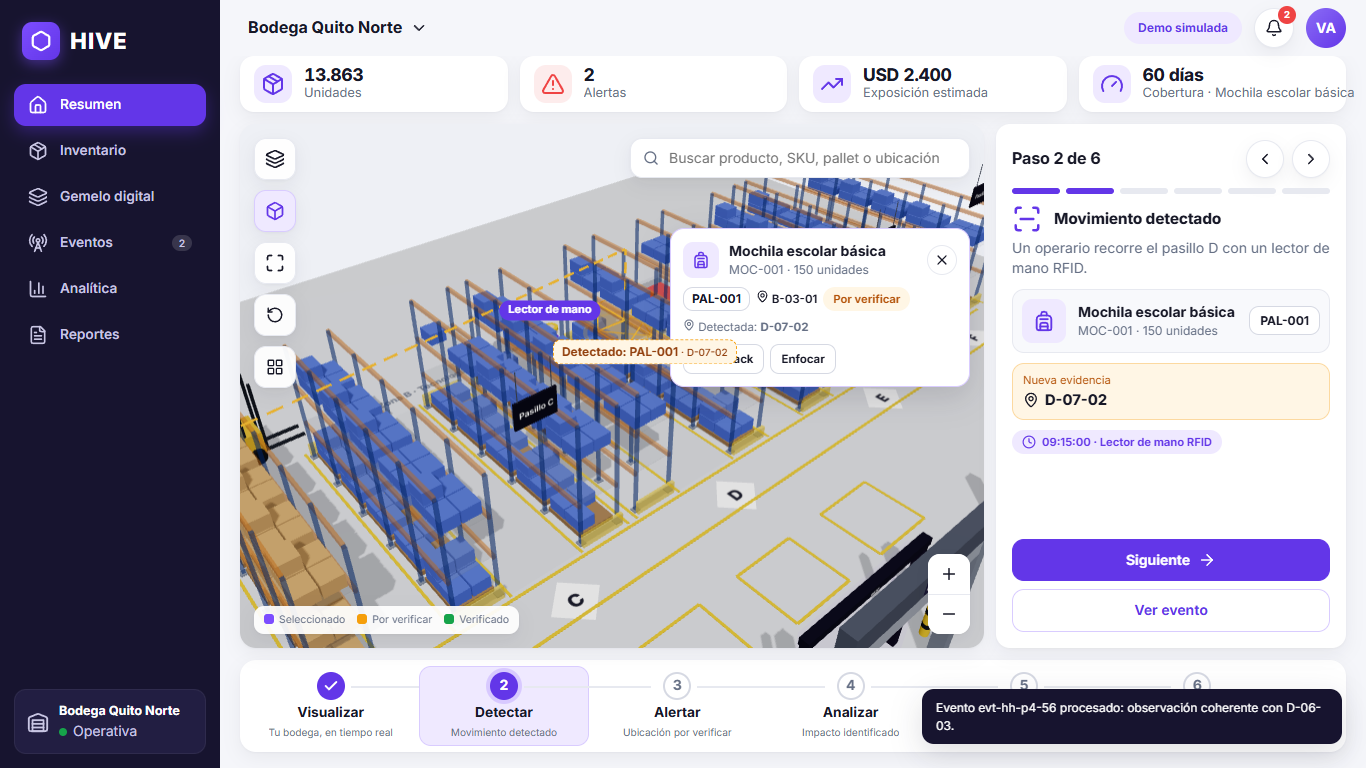 HIVE
Resumen
Inventario
Gemelo digital
Eventos
2
Analítica
Reportes
Bodega Quito Norte
Operativa
Bodega Quito Norte
Demo simulada
2
VA
13.863
Unidades
2
Alertas
USD 2.400
Exposición estimada
60 días
Cobertura · Mochila escolar básica
Buscar producto, SKU, pallet o ubicación
Mochila escolar básica
MOC-001 · 150 unidades
PAL-001
B-03-01
Por verificar
Detectada: D-07-02
ack
Enfocar
Lector de mano
Detectado: PAL-001 · D-07-02
Pasillo C
E
D
C
Seleccionado
Por verificar
Verificado
Paso 2 de 6
Movimiento detectado
Un operario recorre el pasillo D con un lector de
mano RFID.
Mochila escolar básica
MOC-001 · 150 unidades
PAL-001
Nueva evidencia
D-07-02
09:15:00 · Lector de mano RFID
Siguiente
Ver evento
Visualizar
Tu bodega, en tiempo real
2
Detectar
Movimiento detectado
3
Alertar
Ubicación por verificar
4
Analizar
Impacto identificado
5
6
Evento evt-hh-p4-56 procesado: observación coherente con D-06-
03.